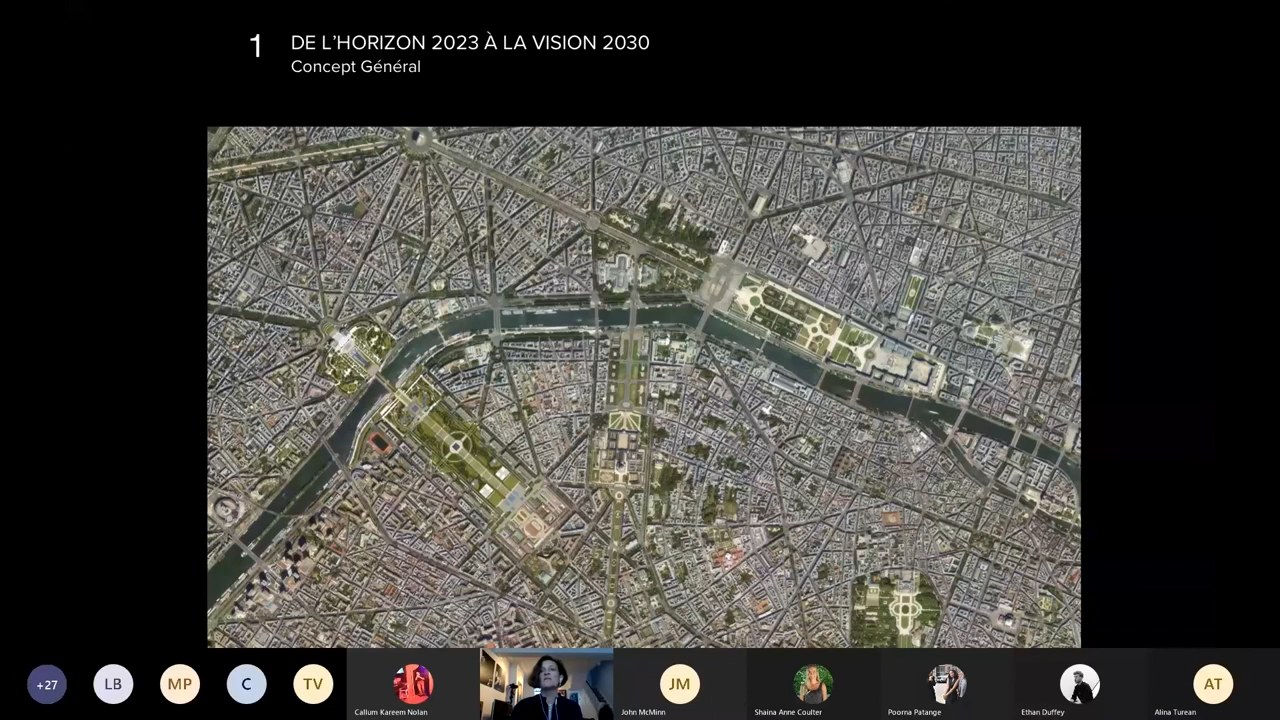 1 DE L'HORIZON 2023 À LA VISION 2030
Concept Général
+27
LB
MP
C
TV
Callum Kareem Nolan
JM
John McMinn
Shaina Anne Coulter
Poorna Patange
Ethan Duffey
AT
Alina Turean